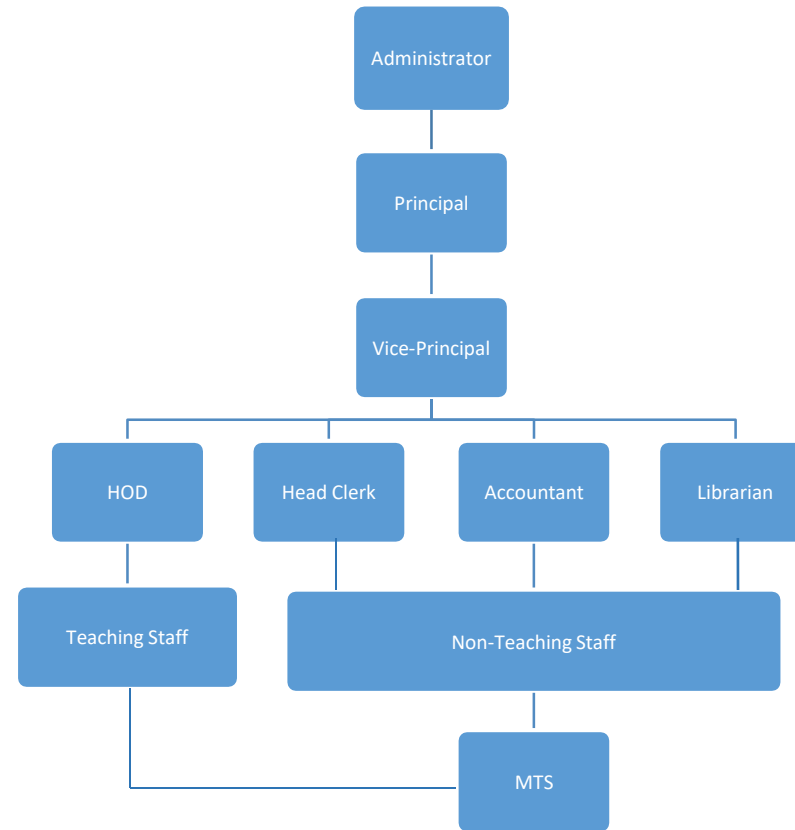 Administrator
Principal
Vice-Principal
HOD
Head Clerk
Accountant
Librarian
Teaching Staff
Non-Teaching Staff
MTS